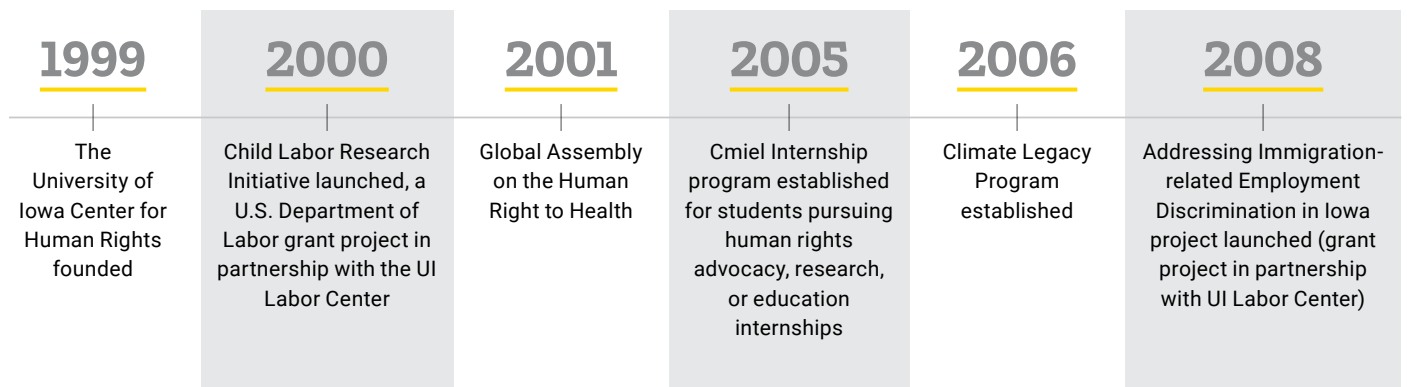 1999
The
University of
Iowa Center for
Human Rights
founded
2000
Child Labor Research
Initiative launched, a
U.S. Department of
Labor grant project in
partnership with the UI
Labor Center
2001
Global Assembly
on the Human
Right to Health
2005
Cmiel Internship
program established
for students pursuing
human rights
advocacy, research,
or education
internships
2006
Climate Legacy
Program
established
2008
Addressing Immigration-
related Employment
Discrimination in Iowa
project launched (grant
project in partnership
with UI Labor Center)